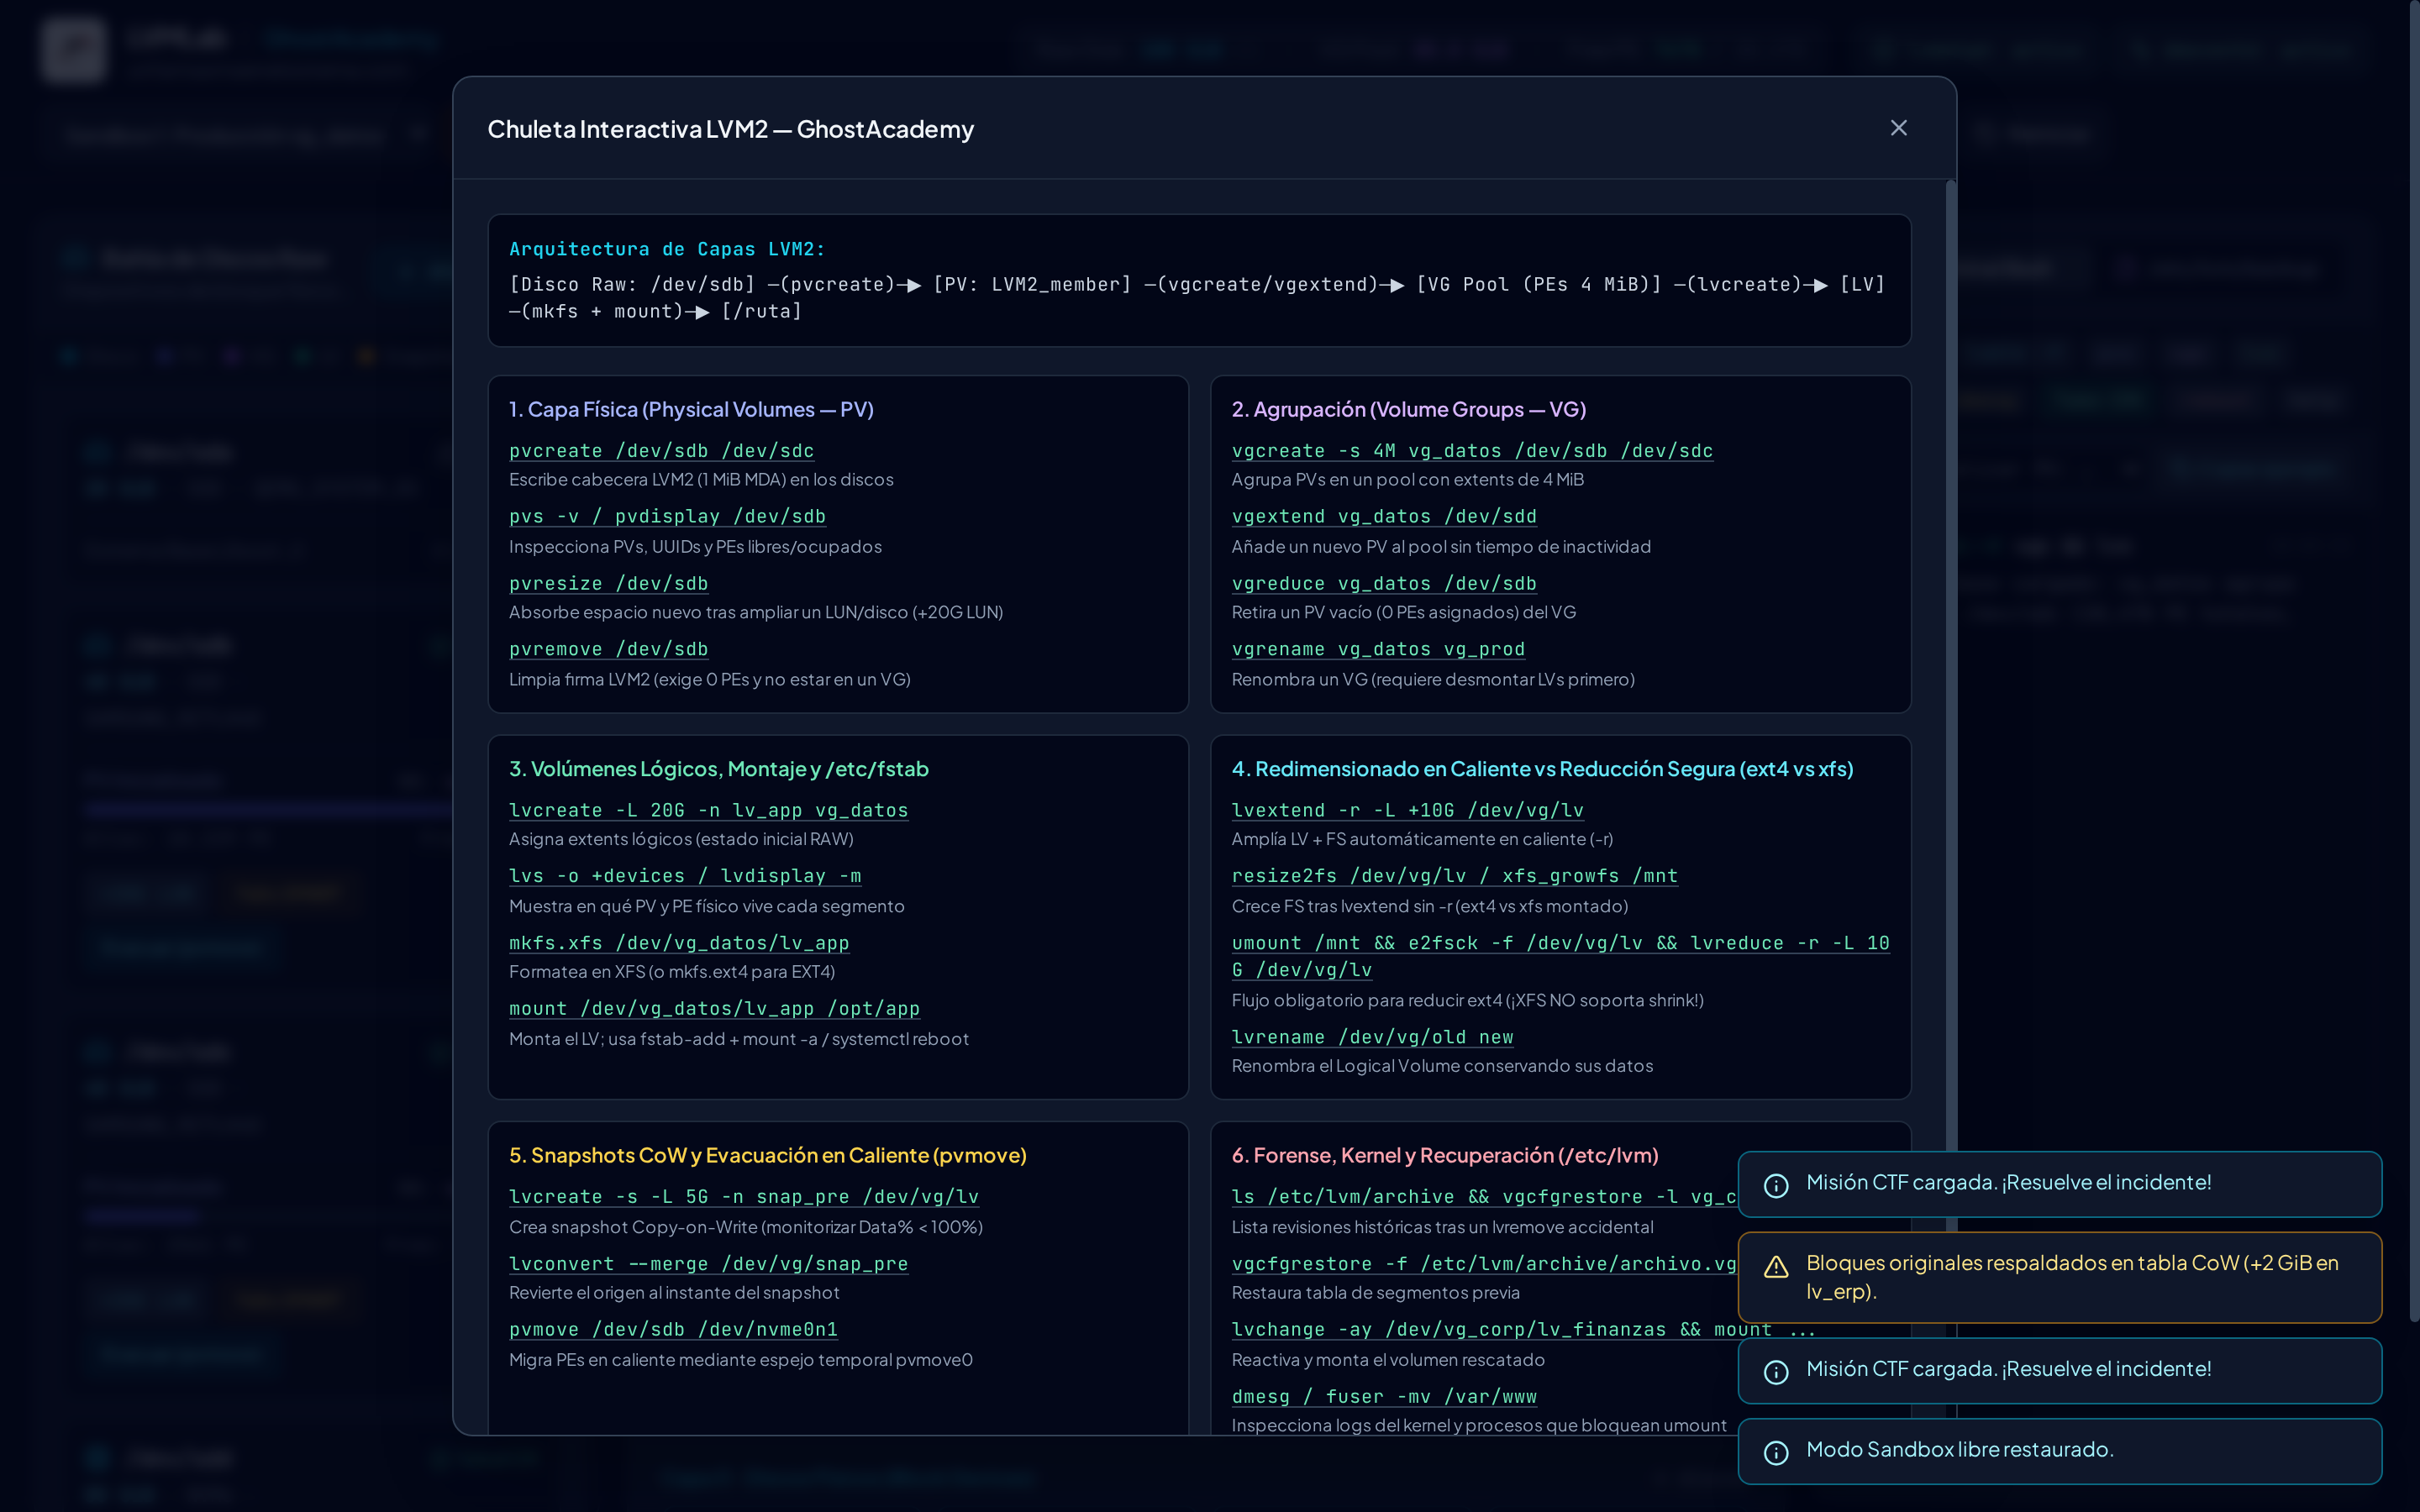 Chuleta Interactiva LVM2 — GhostAcademy
Arquitectura de Capas LVM2:
[Disco Raw: /dev/sdb] —(pvcreate)—▶ [PV: LVM2_member] —(vgcreate/vgextend)—▶ [VG Pool (PEs 4 MiB)] —(lvcreate)—▶ [LV]
—(mkfs + mount)—▶ [/ruta]
1. Capa Física (Physical Volumes — PV)
pvcreate /dev/sdb /dev/sdc
Escribe cabecera LVM2 (1 MiB MDA) en los discos
pvs -v / pvdisplay /dev/sdb
Inspecciona PVs, UUIDs y PEs libres/ocupados
pvresize /dev/sdb
Absorbe espacio nuevo tras ampliar un LUN/disco (+20G LUN)
pvremove /dev/sdb
Limpia firma LVM2 (exige 0 PEs y no estar en un VG)
2. Agrupación (Volume Groups — VG)
vgcreate -s 4M vg_datos /dev/sdb /dev/sdc
Agrupa PVs en un pool con extents de 4 MiB
vgextend vg_datos /dev/sdd
Añade un nuevo PV al pool sin tiempo de inactividad
vgreduce vg_datos /dev/sdb
Retira un PV vacío (0 PEs asignados) del VG
vgrename vg_datos vg_prod
Renombra un VG (requiere desmontar LVs primero)
3. Volúmenes Lógicos, Montaje y /etc/fstab
lvcreate -L 20G -n lv_app vg_datos
Asigna extents lógicos (estado inicial RAW)
lvs -o +devices / lvdisplay -m
Muestra en qué PV y PE físico vive cada segmento
mkfs.xfs /dev/vg_datos/lv_app
Formatea en XFS (o mkfs.ext4 para EXT4)
mount /dev/vg_datos/lv_app /opt/app
Monta el LV; usa fstab-add + mount -a / systemctl reboot
4. Redimensionado en Caliente vs Reducción Segura (ext4 vs xfs)
lvextend -r -L +10G /dev/vg/lv
Amplía LV + FS automáticamente en caliente (-r)
resize2fs /dev/vg/lv / xfs_growfs /mnt
Crece FS tras lvextend sin -r (ext4 vs xfs montado)
umount /mnt && e2fsck -f /dev/vg/lv && lvreduce -r -L 10
G /dev/vg/lv
Flujo obligatorio para reducir ext4 (¡XFS NO soporta shrink!)
lvrename /dev/vg/old new
Renombra el Logical Volume conservando sus datos
5. Snapshots CoW y Evacuación en Caliente (pvmove)
lvcreate -s -L 5G -n snap_pre /dev/vg/lv
Crea snapshot Copy-on-Write (monitorizar Data% < 100%)
lvconvert --merge /dev/vg/snap_pre
Revierte el origen al instante del snapshot
pvmove /dev/sdb /dev/nvme0n1
Migra PEs en caliente mediante espejo temporal pvmove0
6. Forense, Kernel y Recuperación (/etc/lvm)
ls /etc/lvm/archive && vgcfgrestore -l vg_c
Lista revisiones históricas tras un lvremove accidental
vgcfgrestore -f /etc/lvm/archive/archivo.vg
Restaura tabla de segmentos previa
lvchange -ay /dev/vg_corp/lv_finanzas && mount ...
Reactiva y monta el volumen rescatado
dmesg / fuser -mv /var/www
Inspecciona logs del kernel y procesos que bloquean umount
Misión CTF cargada. ¡Resuelve el incidente!
Bloques originales respaldados en tabla CoW (+2 GiB en
lv_erp).
Misión CTF cargada. ¡Resuelve el incidente!
Modo Sandbox libre restaurado.